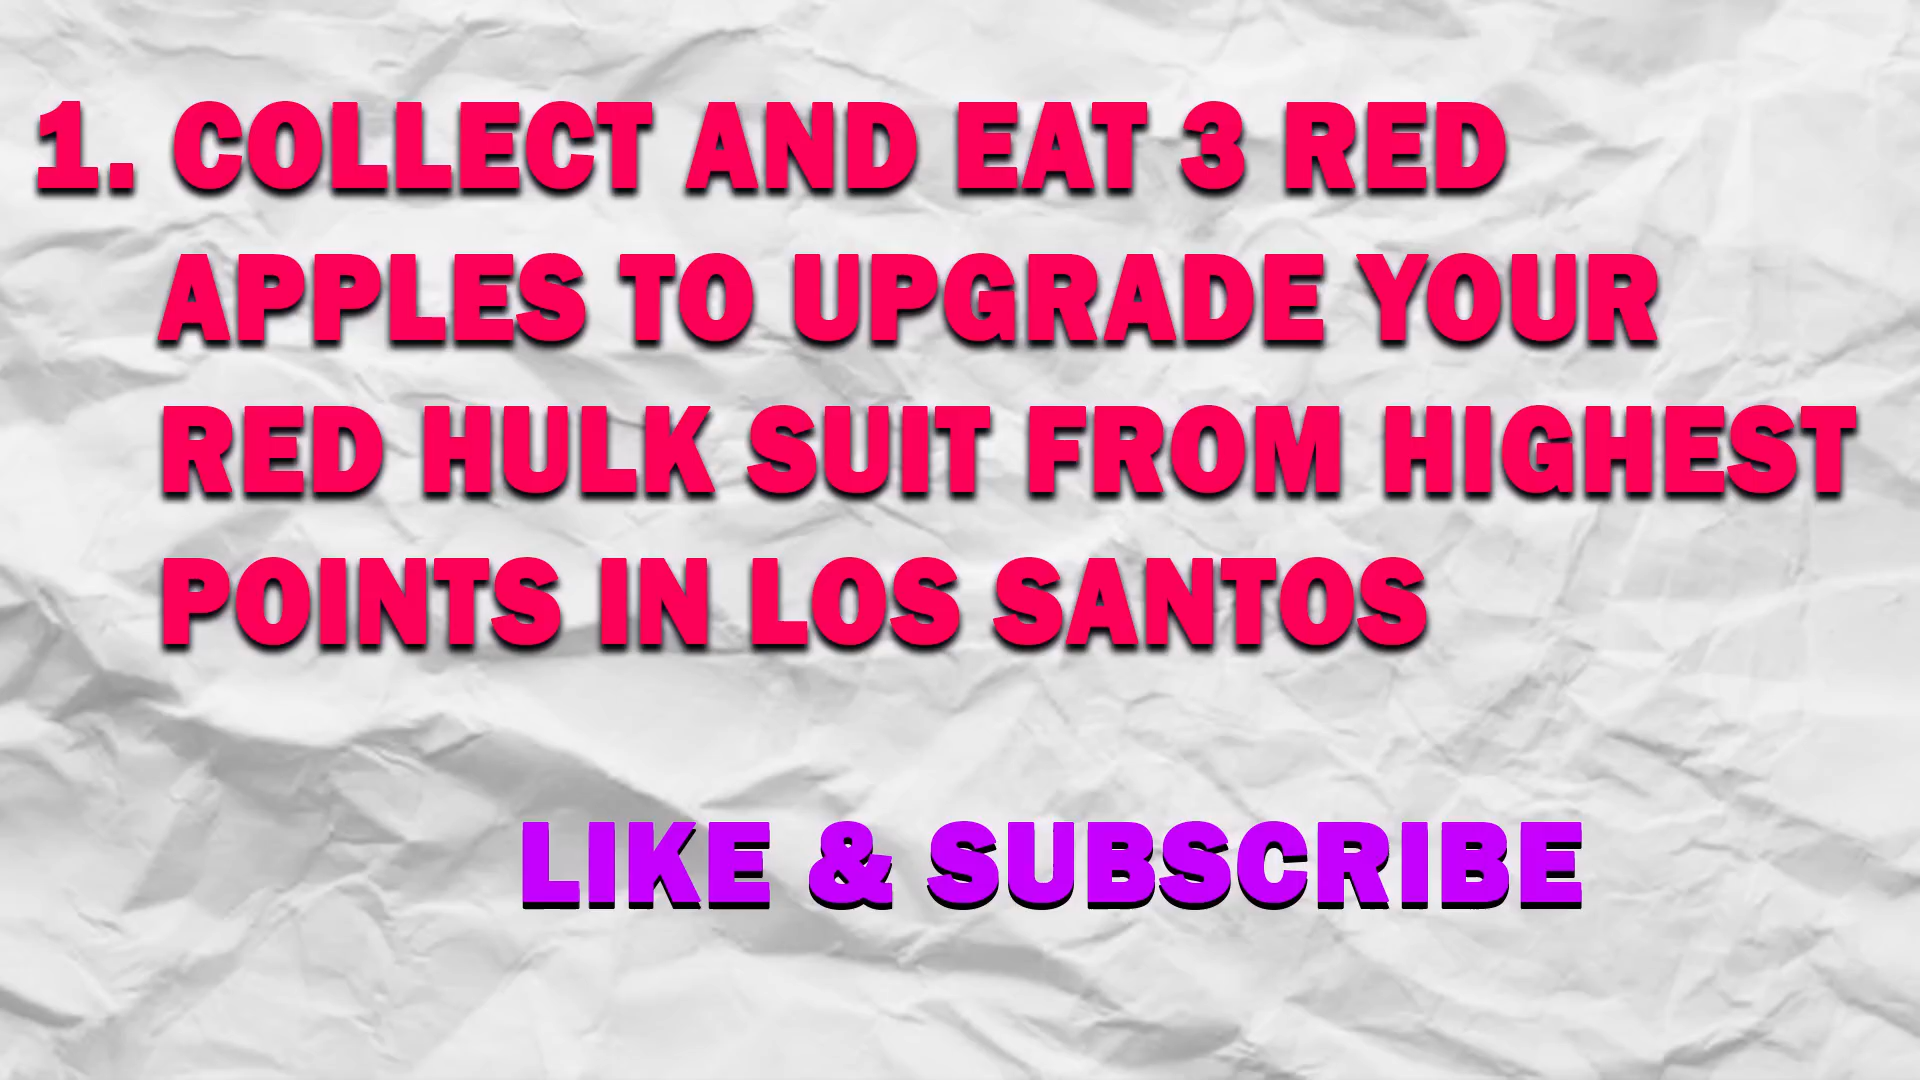 1. COLLECT AND EAT 3 RED
APPLES TO UPGRADE YOUR
RED HULK SUIT FROM HIGHEST
POINTS IN LOS SANTOS
LIKE & SUBSCRIBE